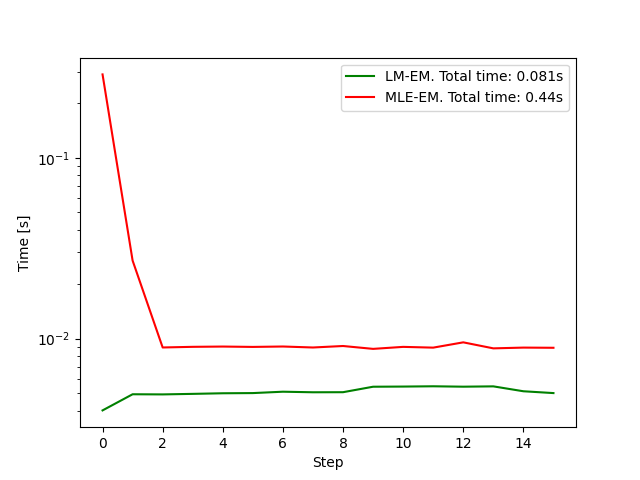 LM-EM. Total time: 0.081s
MLE-EM. Total time: 0.44s
10⁻¹
10⁻²
Time [s]
0 2 4 6 8 10 12 14
Step